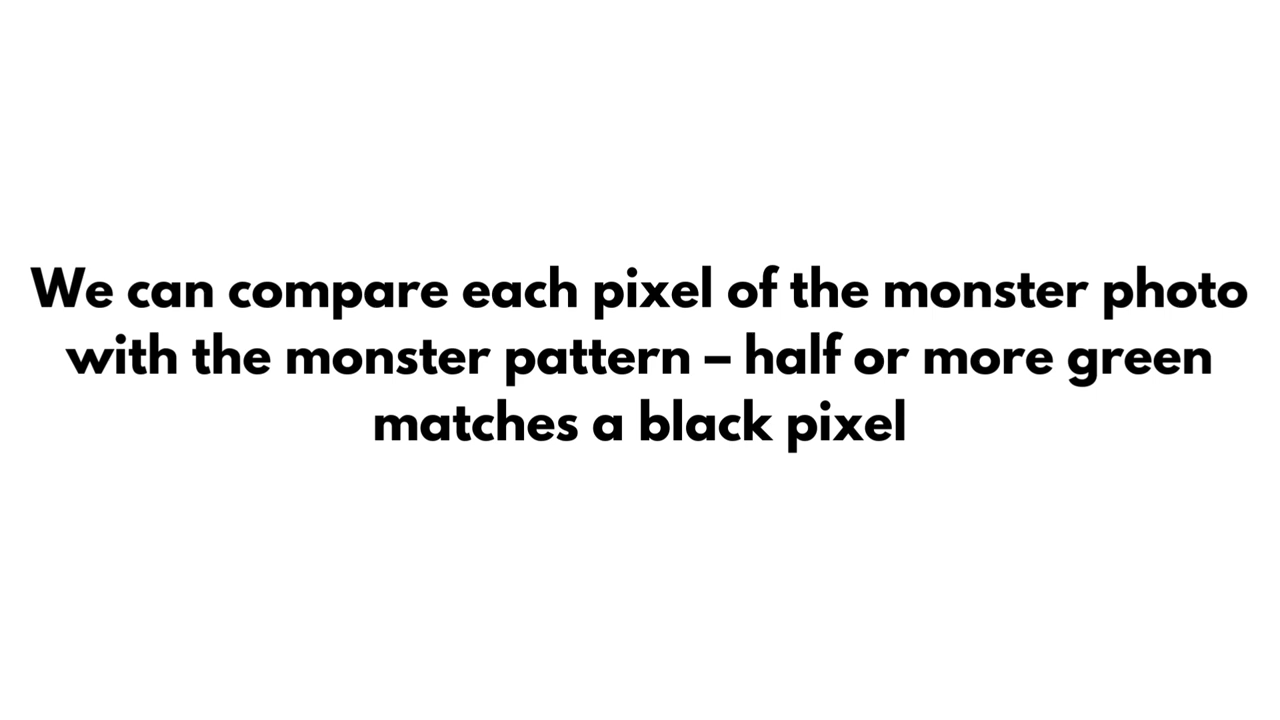 We can compare each pixel of the monster photo
with the monster pattern – half or more green
matches a black pixel